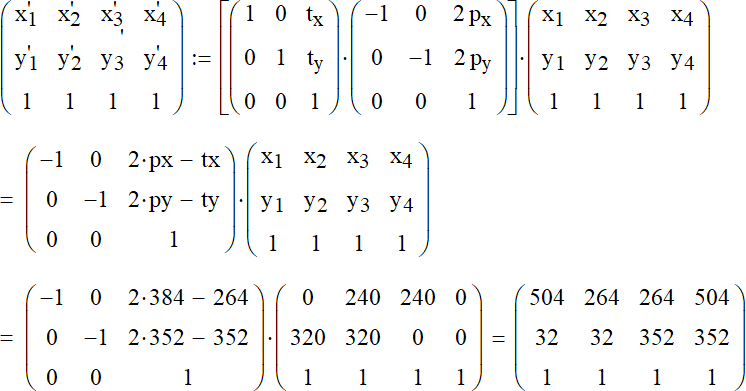 x'1 x'2 x'3 x'4 1 0 tx −1 0 2 px x1 x2 x3 x4
y'1 y'2 y'3 y'4 := 0 1 ty · 0 −1 2 py · y1 y2 y3 y4
1 1 1 1 0 0 1 0 0 1 1 1 1 1
−1 0 2·px − tx x1 x2 x3 x4
= 0 −1 2·py − ty · y1 y2 y3 y4
0 0 1 1 1 1 1
−1 0 2·384 − 264 0 240 240 0 504 264 264 504
= 0 −1 2·352 − 352 · 320 320 0 0 = 32 32 352 352
0 0 1 1 1 1 1 1 1 1 1